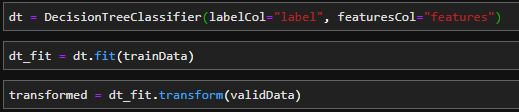 dt = DecisionTreeClassifier(labelCol="label", featuresCol="features")
dt_fit = dt.fit(trainData)
transformed = dt_fit.transform(validData)